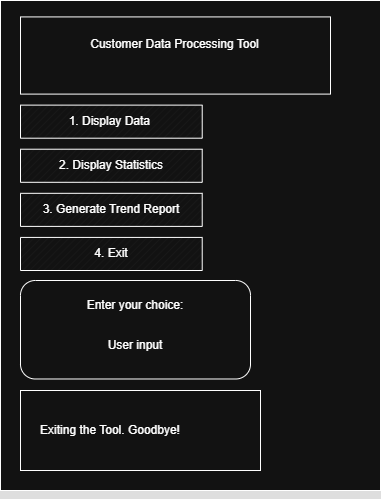 Customer Data Processing Tool
1. Display Data
2. Display Statistics
3. Generate Trend Report
4. Exit
Enter your choice:
User input
Exiting the Tool. Goodbye!